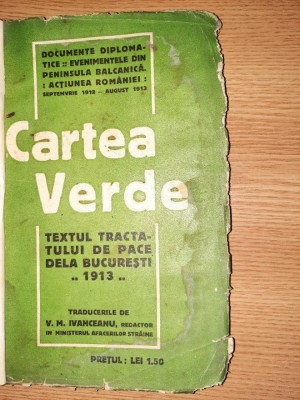 DOCUMENTE DIPLOMA-
TICE :: EVENIMENTELE DIN
PENINSULA BALCANICĂ.
: ACŢIUNEA ROMÂNIEI :
SEPTEMVRIE 1912 – AUGUST 1913
Cartea
Verde
TEXTUL TRACTA-
TULUI DE PACE
DELA BUCUREŞTI
.. 1913 ..
TRADUCERILE DE
V. M. IVANCEANU, REDACTOR
IN MINISTERUL AFACERILOR STRĂINE
PREŢUL: LEI 1.50